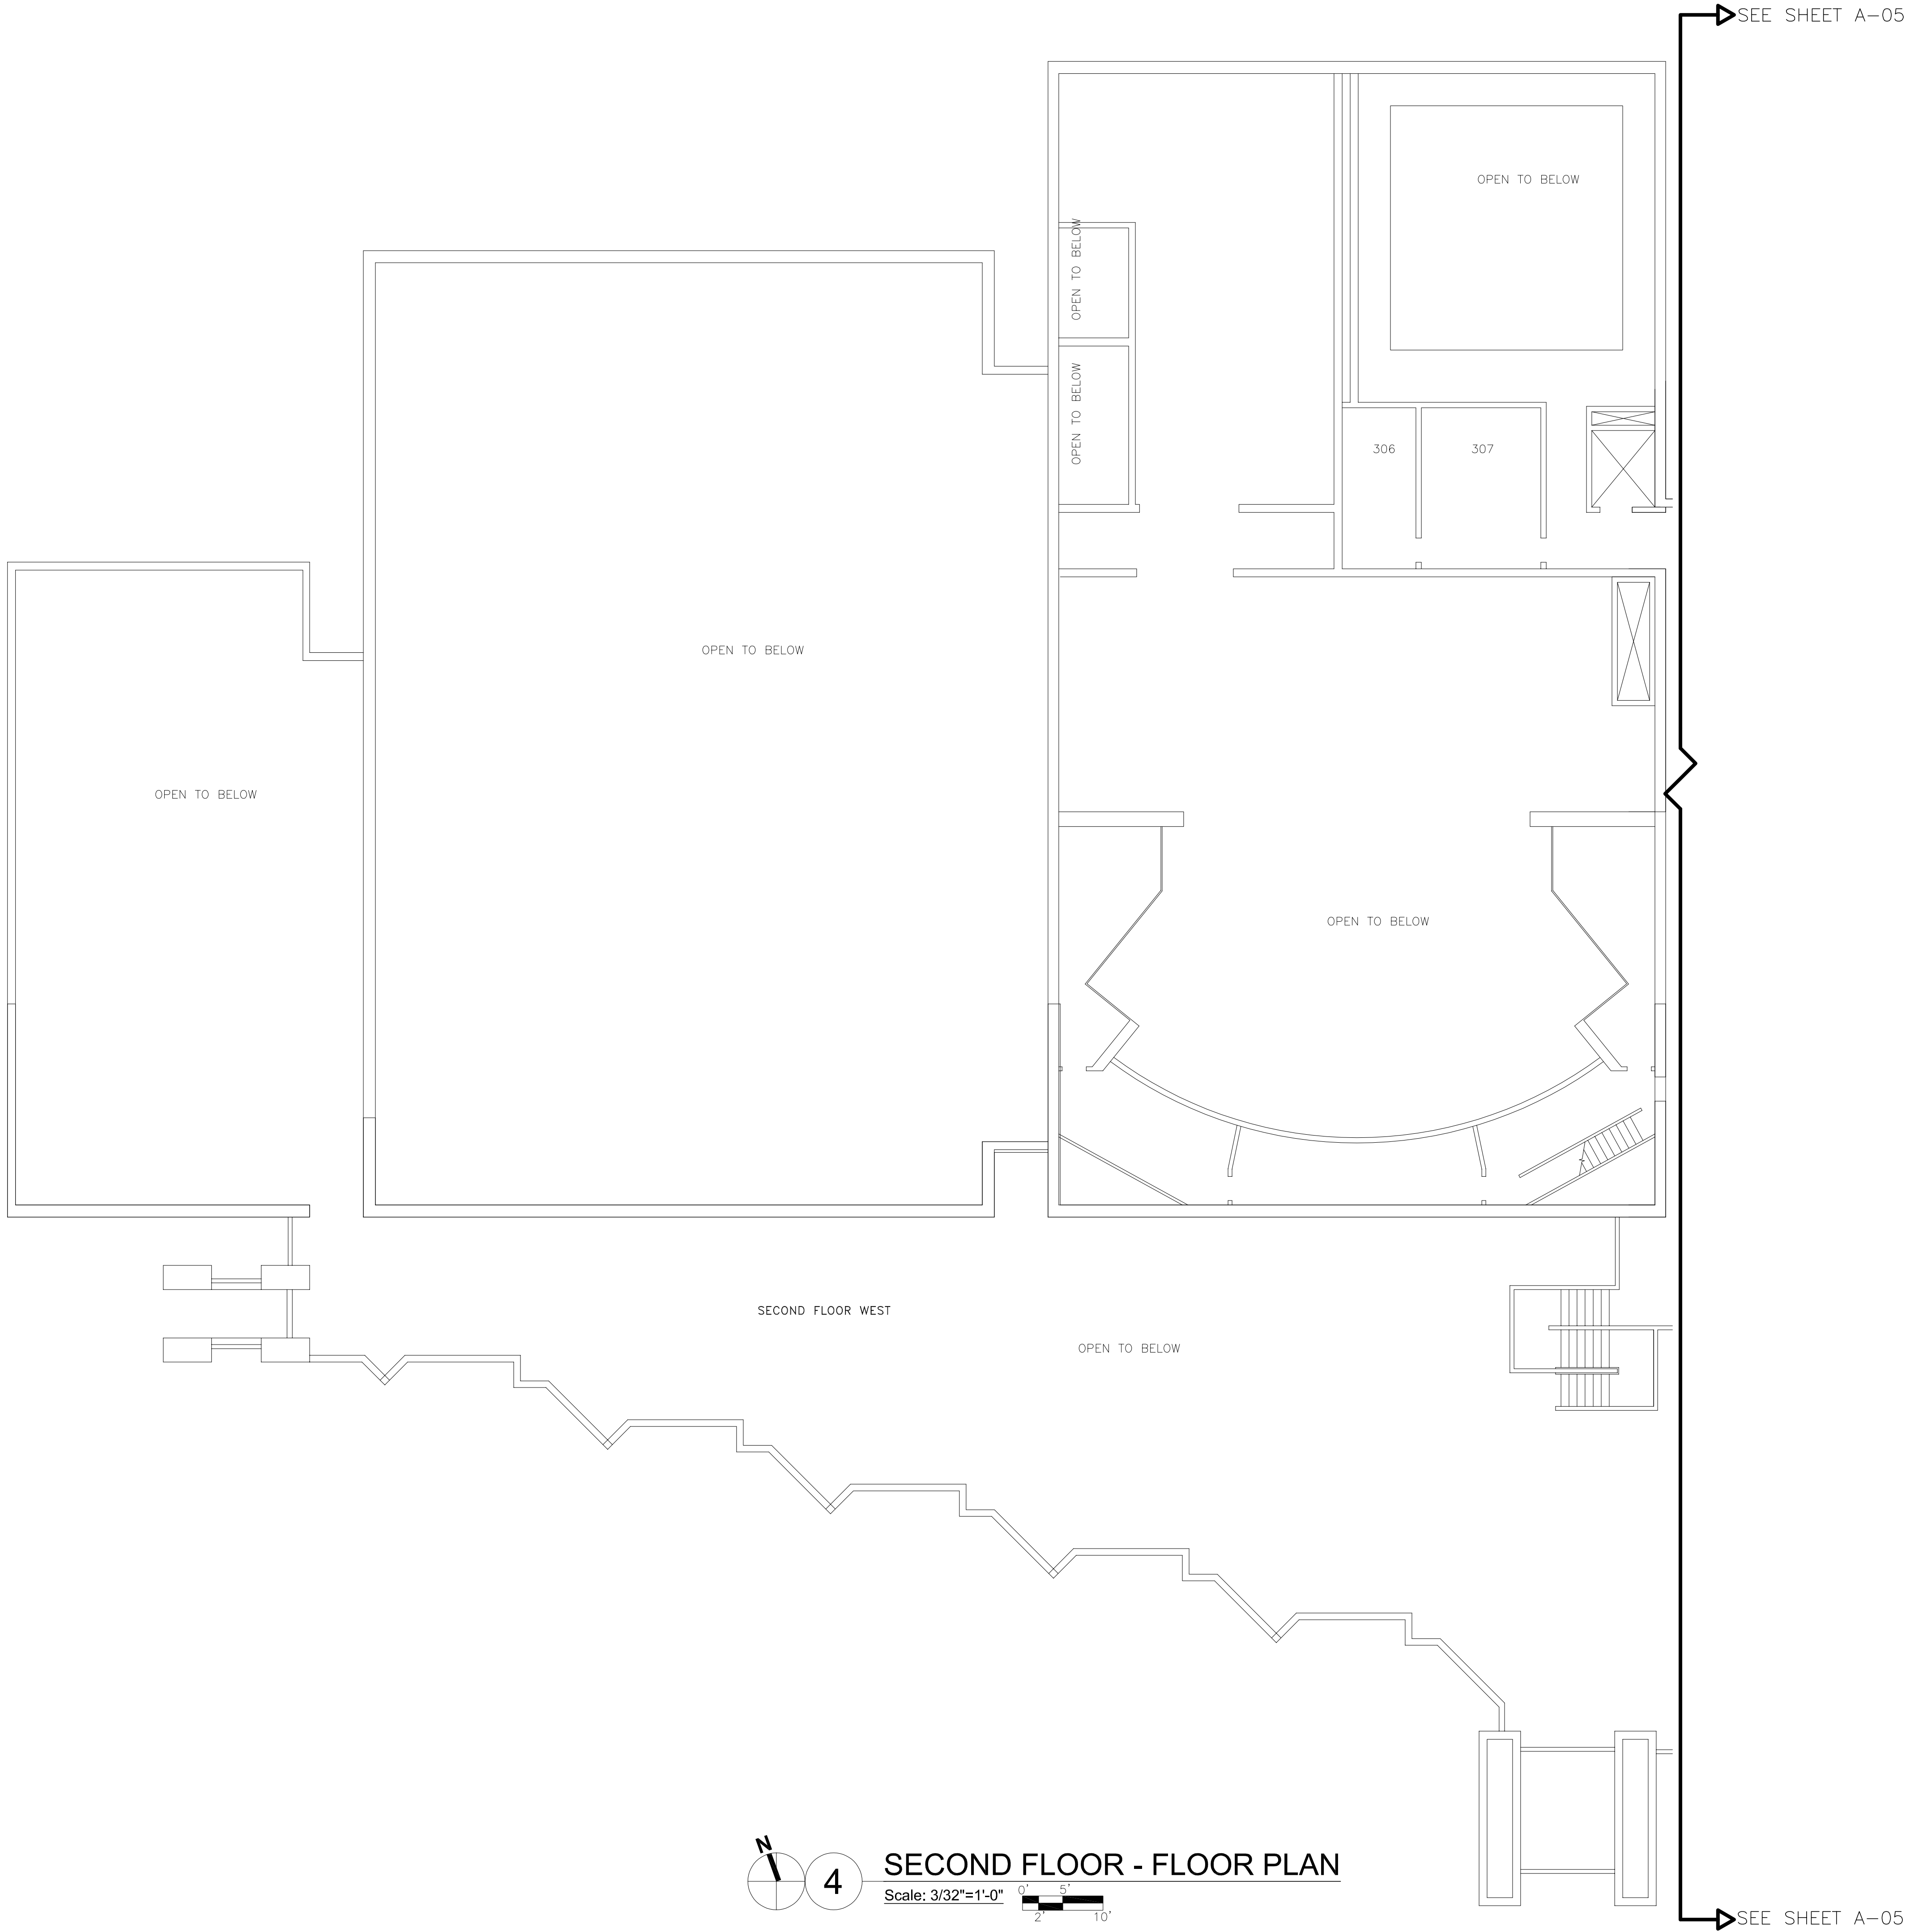 SEE SHEET A-05
OPEN TO BELOW
OPEN TO BELOW
OPEN TO BELOW
306
307
OPEN TO BELOW
OPEN TO BELOW
OPEN TO BELOW
SECOND FLOOR WEST
OPEN TO BELOW
N
4
SECOND FLOOR - FLOOR PLAN
Scale: 3/32"=1'-0"
0' 5'
2' 10'
SEE SHEET A-05